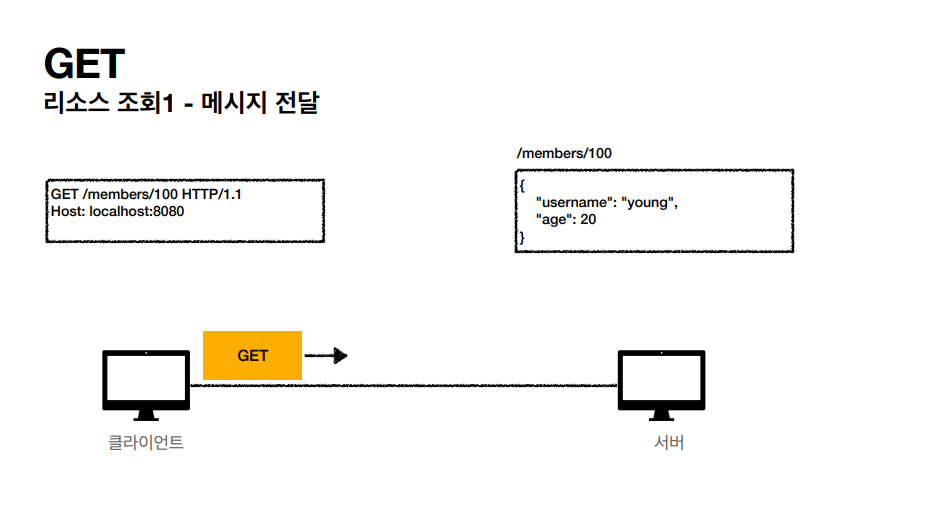 GET
리소스 조회1 - 메시지 전달
GET /members/100 HTTP/1.1
Host: localhost:8080
/members/100
{
"username": "young",
"age": 20
}
GET
클라이언트
서버